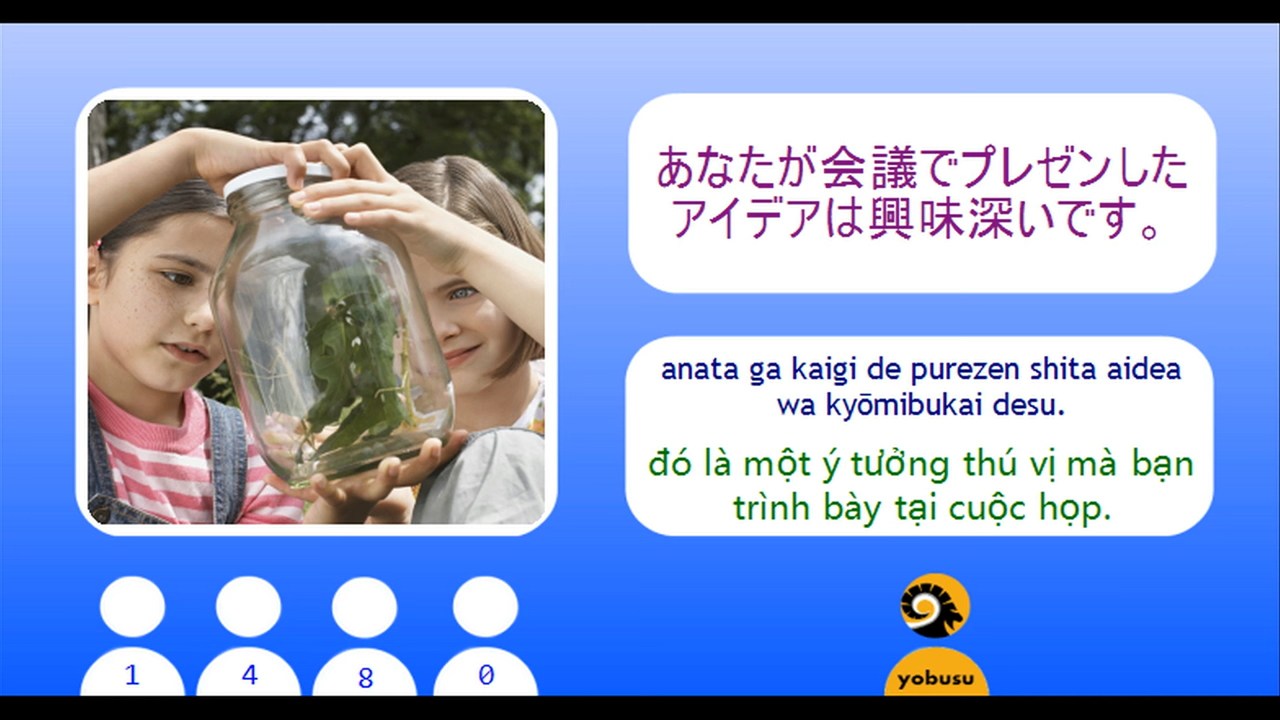 あなたが会議でプレゼンした
アイデアは興味深いです。
anata ga kaigi de purezen shita aidea
wa kyōmibukai desu.
đó là một ý tưởng thú vị mà bạn
trình bày tại cuộc họp.
1 4 8 0
yobusu